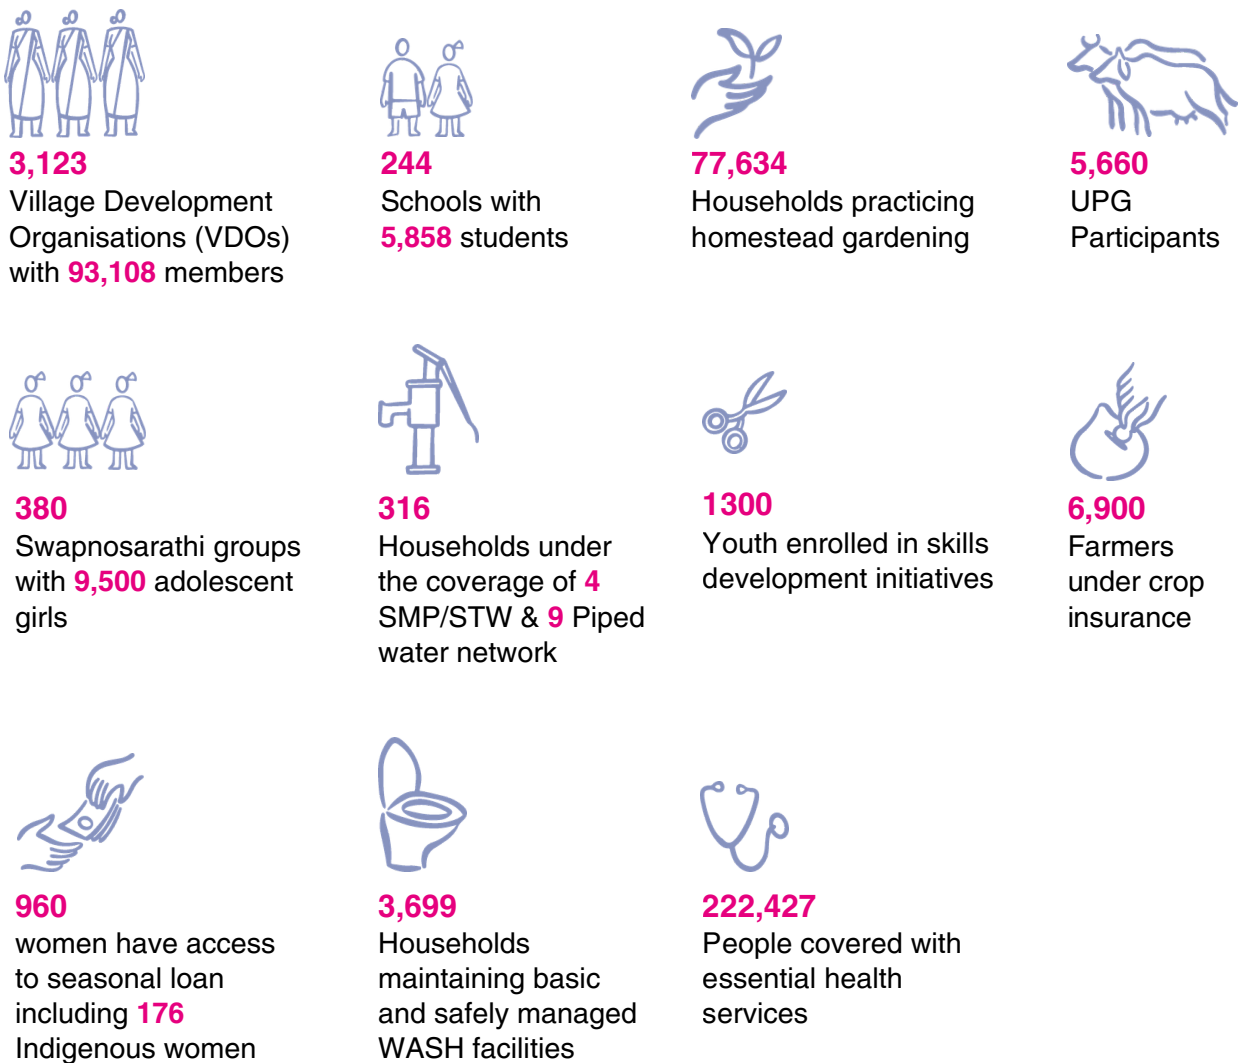 3,123
Village Development
Organisations (VDOs)
with 93,108 members
244
Schools with
5,858 students
77,634
Households practicing
homestead gardening
5,660
UPG
Participants
380
Swapnosarathi groups
with 9,500 adolescent
girls
316
Households under
the coverage of 4
SMP/STW & 9 Piped
water network
1300
Youth enrolled in skills
development initiatives
6,900
Farmers
under crop
insurance
960
women have access
to seasonal loan
including 176
Indigenous women
3,699
Households
maintaining basic
and safely managed
WASH facilities
222,427
People covered with
essential health
services